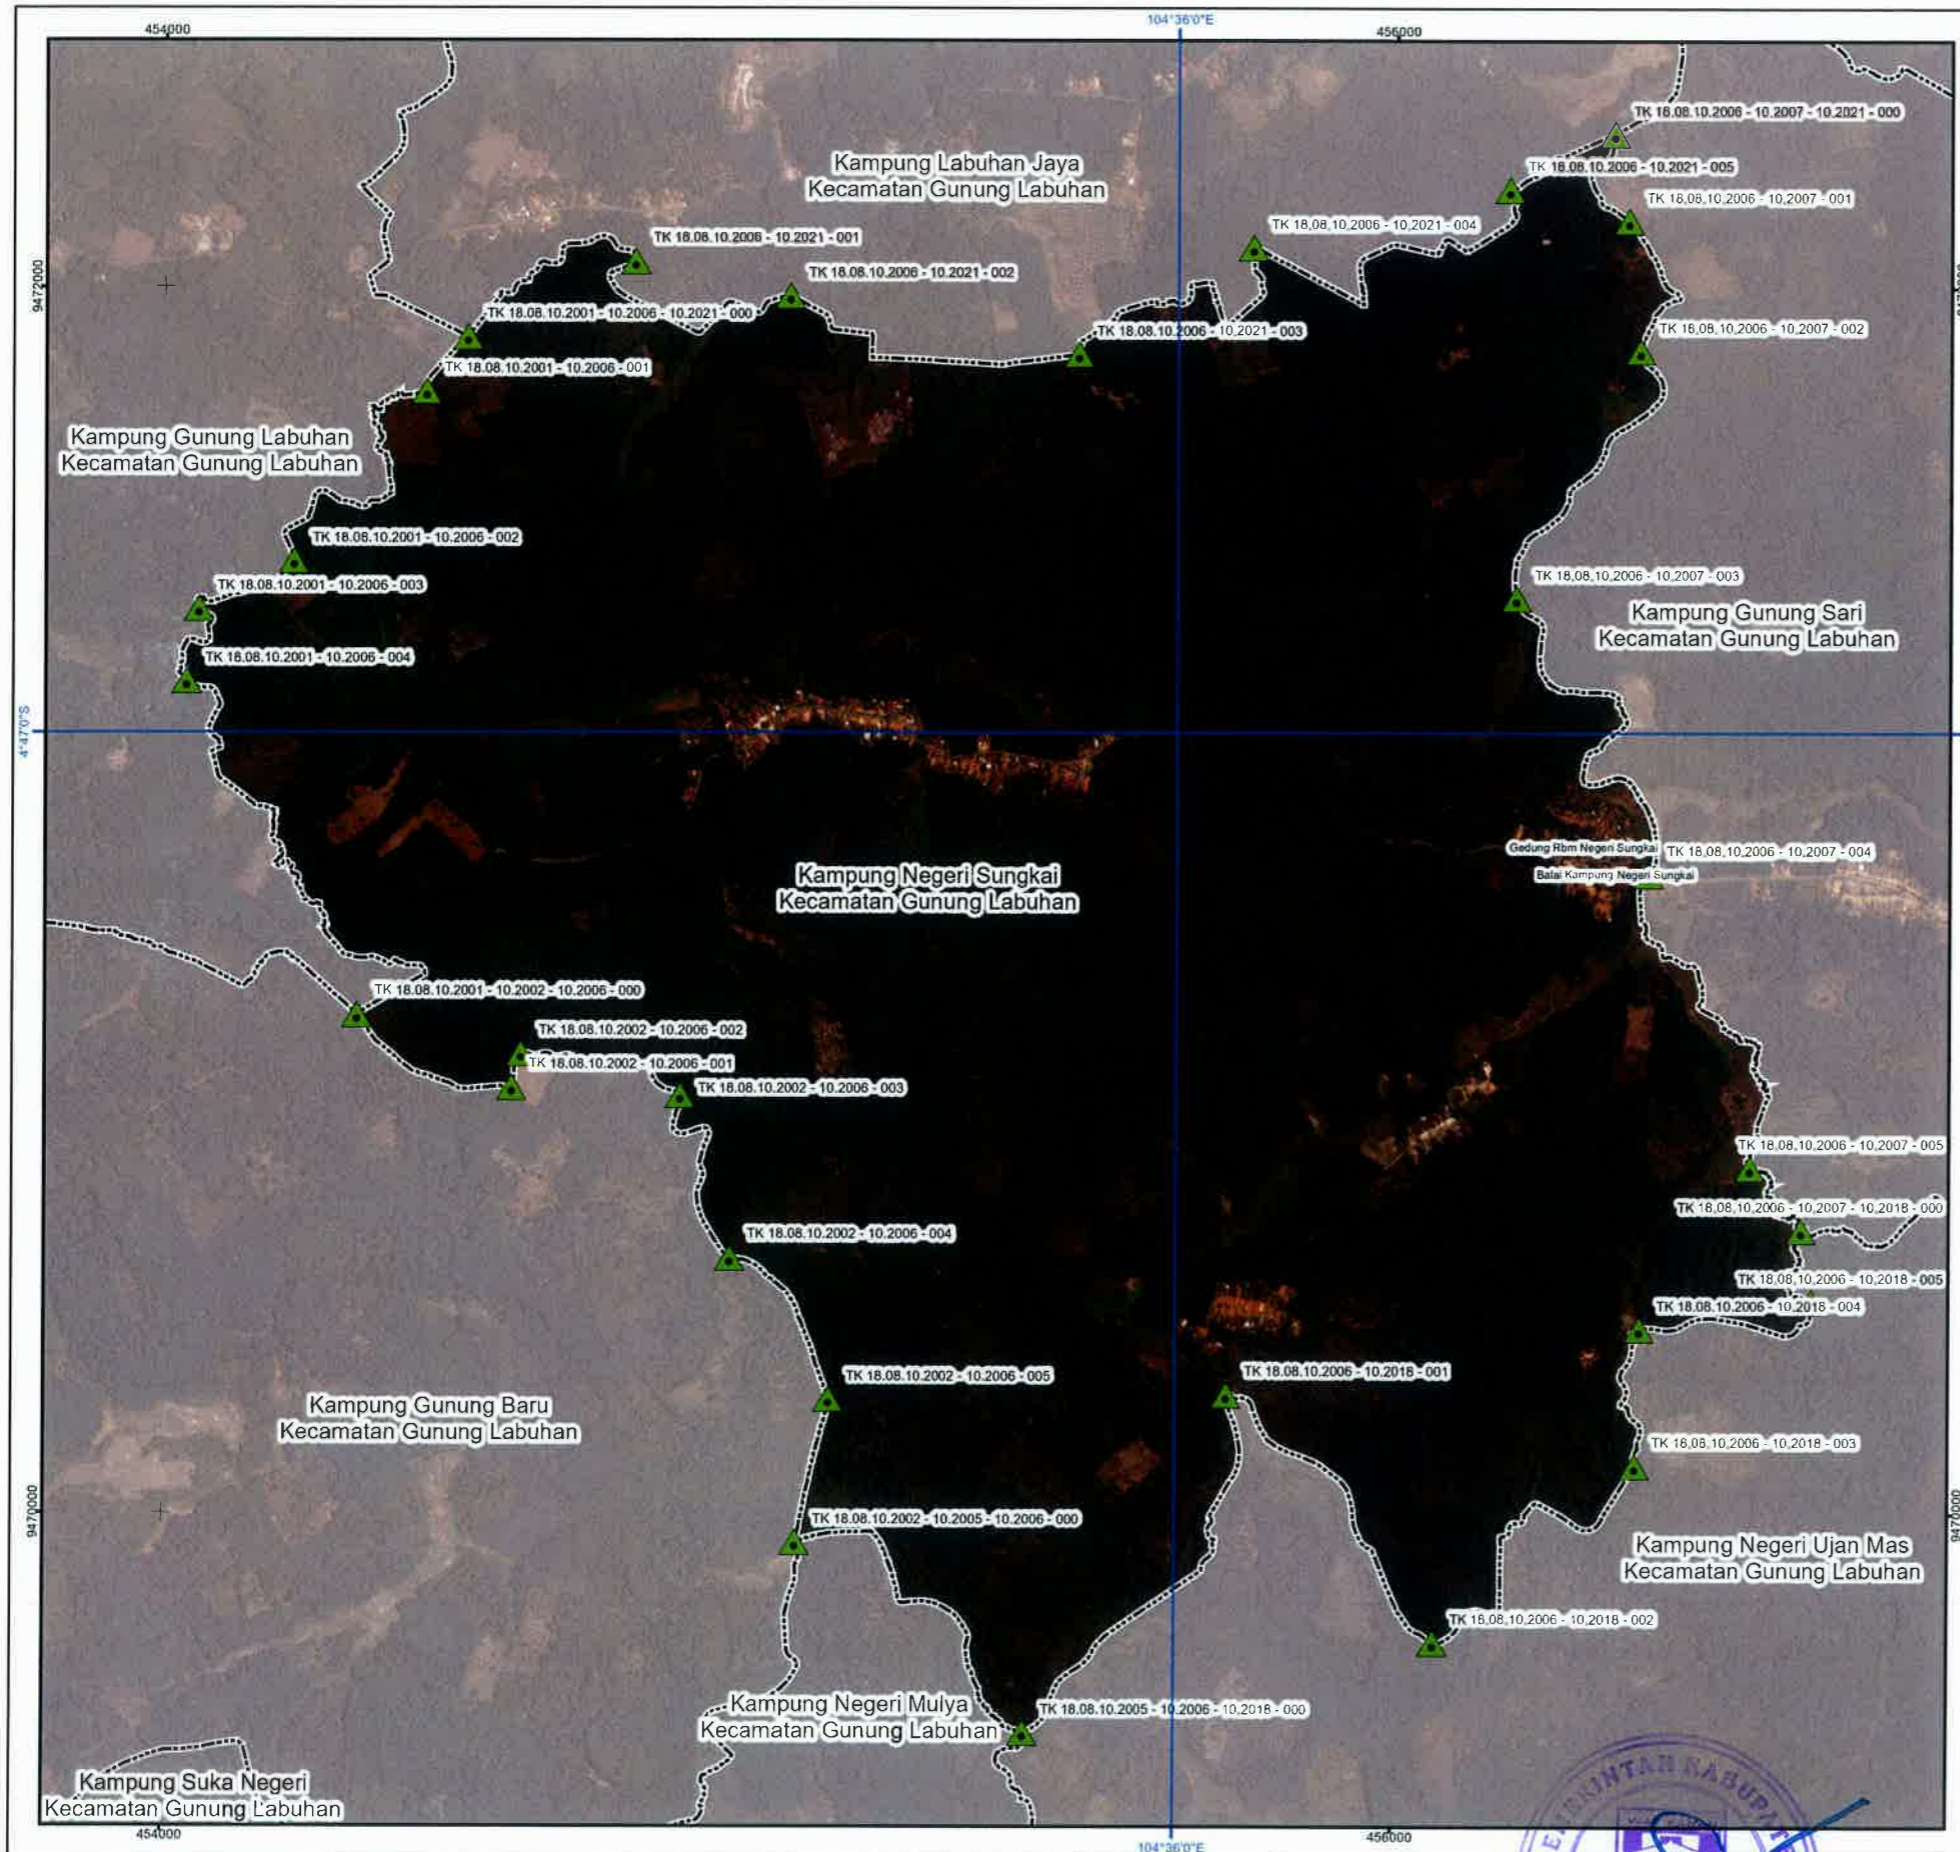 104°36'0"E
454000
456000
TK 18.08.10.2006 - 10.2007 - 10.2021 - 000
Kampung Labuhan Jaya
Kecamatan Gunung Labuhan
TK 18.08.10.2006 - 10.2021 - 005
TK 18.08.10.2006 - 10.2007 - 001
TK 18.08.10.2006 - 10.2021 - 004
TK 18.08.10.2006 - 10.2021 - 001
TK 18.08.10.2006 - 10.2021 - 002
9472000
TK 18.08.10.2001 - 10.2006 - 10.2021 - 000
TK 18.08.10.2006 - 10.2021 - 003
TK 18.08.10.2006 - 10.2007 - 002
TK 18.08.10.2001 - 10.2006 - 001
Kampung Gunung Labuhan
Kecamatan Gunung Labuhan
TK 18.08.10.2001 - 10.2006 - 002
TK 18.08.10.2001 - 10.2006 - 003
TK 18.08.10.2006 - 10.2007 - 003
Kampung Gunung Sari
Kecamatan Gunung Labuhan
TK 18.08.10.2001 - 10.2006 - 004
4°47'0"S
Gedung Rbm Negeri Sungkai
TK 18.08.10.2006 - 10.2007 - 004
Balai Kampung Negeri Sungkai
Kampung Negeri Sungkai
Kecamatan Gunung Labuhan
TK 18.08.10.2001 - 10.2002 - 10.2006 - 000
TK 18.08.10.2002 - 10.2006 - 002
TK 18.08.10.2002 - 10.2006 - 001
TK 18.08.10.2002 - 10.2006 - 003
TK 18.08.10.2006 - 10.2007 - 005
TK 18.08.10.2006 - 10.2007 - 10.2018 - 000
TK 18.08.10.2002 - 10.2006 - 004
TK 18.08.10.2006 - 10.2018 - 005
TK 18.08.10.2006 - 10.2018 - 004
TK 18.08.10.2002 - 10.2006 - 005
TK 18.08.10.2006 - 10.2018 - 001
Kampung Gunung Baru
Kecamatan Gunung Labuhan
TK 18.08.10.2006 - 10.2018 - 003
9470000
TK 18.08.10.2002 - 10.2005 - 10.2006 - 000
9470000
Kampung Negeri Ujan Mas
Kecamatan Gunung Labuhan
TK 18.08.10.2006 - 10.2018 - 002
Kampung Negeri Mulya
Kecamatan Gunung Labuhan
TK 18.08.10.2005 - 10.2006 - 10.2018 - 000
Kampung Suka Negeri
Kecamatan Gunung Labuhan
454000
456000
104°36'0"E